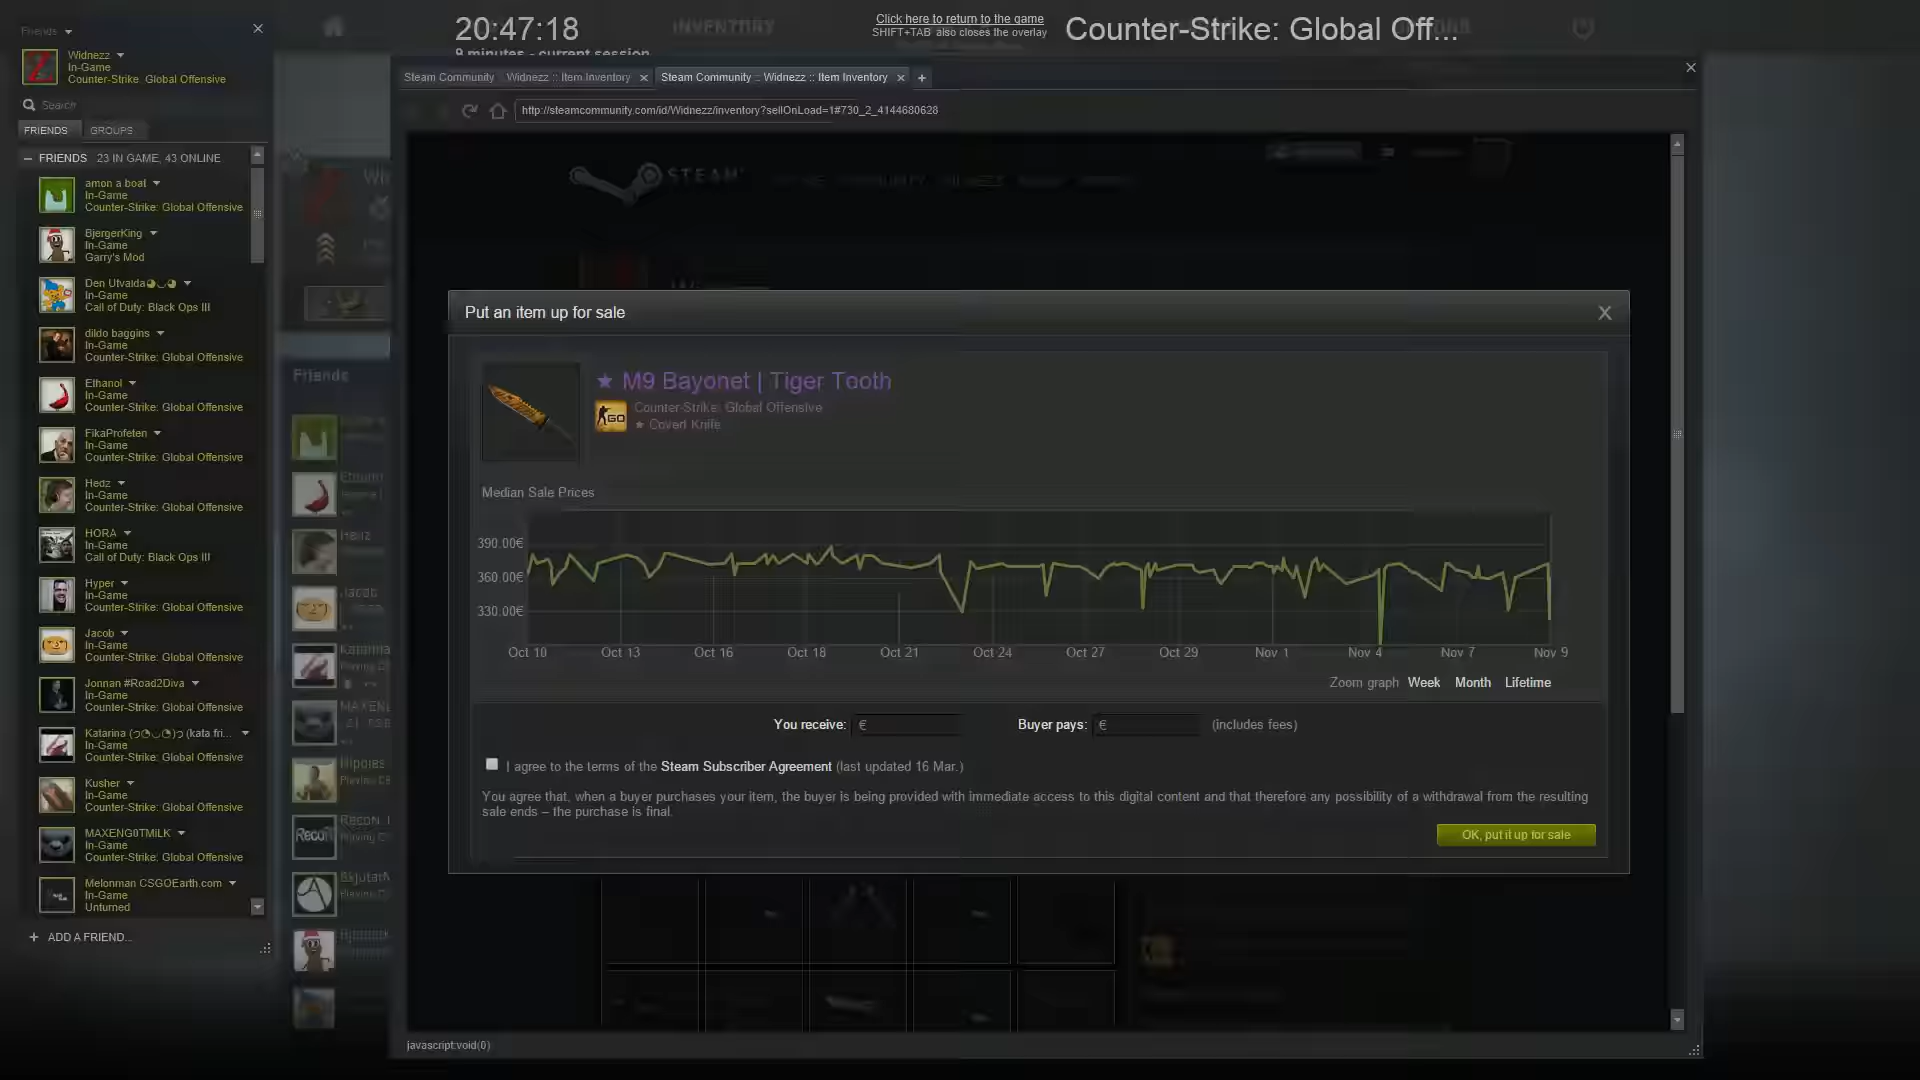 Friends
Widnezz
In-Game
Counter-Strike: Global Offensive
Search
FRIENDS GROUPS
FRIENDS 23 IN GAME, 43 ONLINE
amon a boat
In-Game
Counter-Strike: Global Offensive
BjergerKing
In-Game
Garry's Mod
Den Utvalda
In-Game
Call of Duty: Black Ops III
dildo baggins
In-Game
Counter-Strike: Global Offensive
Ethanol
In-Game
Counter-Strike: Global Offensive
FikaProfeten
In-Game
Counter-Strike: Global Offensive
Hedz
In-Game
Counter-Strike: Global Offensive
HORA
In-Game
Call of Duty: Black Ops III
Hyper
In-Game
Counter-Strike: Global Offensive
Jacob
In-Game
Counter-Strike: Global Offensive
Jonnan #Road2Diva
In-Game
Counter-Strike: Global Offensive
Katarina (kata fri...
In-Game
Counter-Strike: Global Offensive
Kusher
In-Game
Counter-Strike: Global Offensive
MAXENG0TMiLK
In-Game
Counter-Strike: Global Offensive
Melonman CSGOEarth.com
In-Game
Unturned
+ ADD A FRIEND...
20:47:18
9 minutes - current session
INVENTORY
Click here to return to the game
SHIFT+TAB also closes the overlay
Counter-Strike: Global Off...
Steam Community :: Widnezz :: Item Inventory
Steam Community :: Widnezz :: Item Inventory
http://steamcommunity.com/id/Widnezz/inventory?sellOnLoad=1#730_2_4144680628
STEAM
Friends
Put an item up for sale
★ M9 Bayonet | Tiger Tooth
GO
Counter-Strike: Global Offensive
★ Covert Knife
Median Sale Prices
390.00€
360.00€
330.00€
Oct 10 Oct 13 Oct 16 Oct 18 Oct 21 Oct 24 Oct 27 Oct 29 Nov 1 Nov 4 Nov 7 Nov 9
Zoom graph Week Month Lifetime
You receive: € Buyer pays: € (includes fees)
I agree to the terms of the Steam Subscriber Agreement (last updated 16 Mar.)
You agree that, when a buyer purchases your item, the buyer is being provided with immediate access to this digital content and that therefore any possibility of a withdrawal from the resulting
sale ends – the purchase is final.
OK, put it up for sale
javascript:void(0)